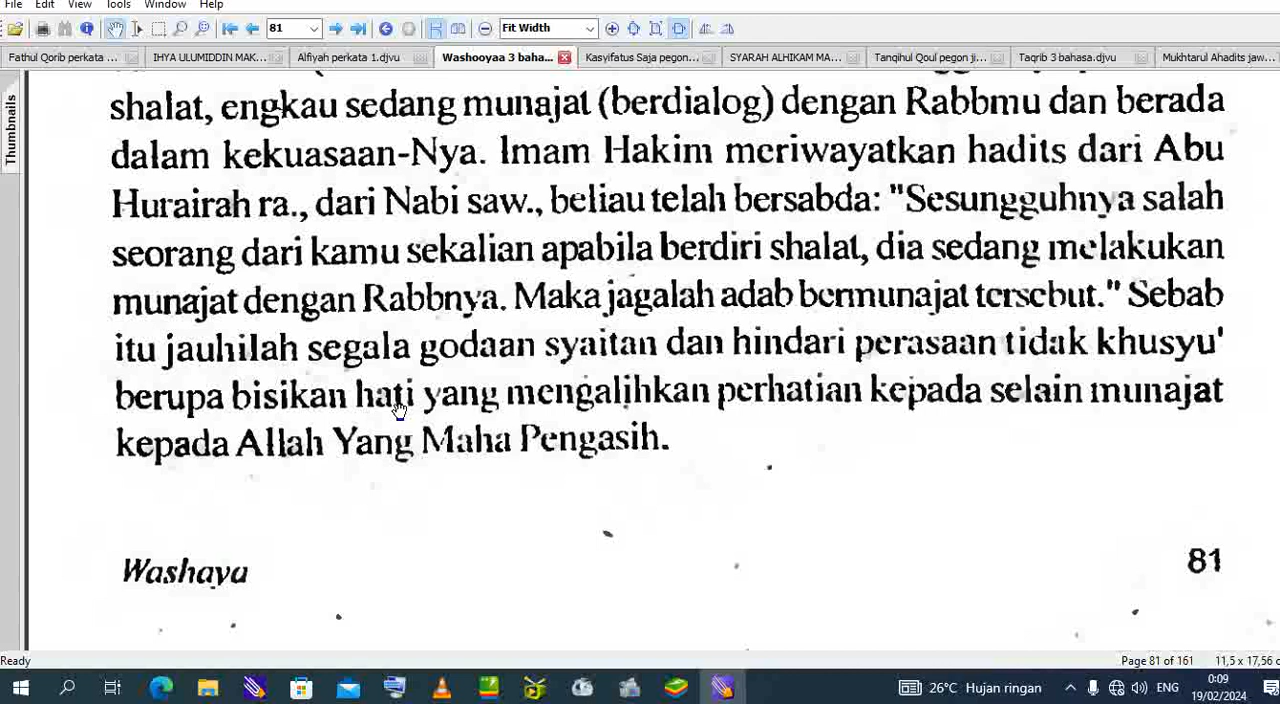 File Edit View Tools Window Help
81 Fit Width
Fathul Qorib perkata ... IHYA ULUMIDDIN MAK... Alfiyah perkata 1.djvu Washooyaa 3 baha... Kasyifatus Saja pegon... SYARAH ALHIKAM MA... Tanqihul Qoul pegon ji... Taqrib 3 bahasa.djvu Mukhtarul Ahadits jaw...
Thumbnails
shalat, engkau sedang munajat (berdialog) dengan Rabbmu dan berada
dalam kekuasaan-Nya. Imam Hakim meriwayatkan hadits dari Abu
Hurairah ra., dari Nabi saw., beliau telah bersabda: "Sesungguhnya salah
seorang dari kamu sekalian apabila berdiri shalat, dia sedang melakukan
munajat dengan Rabbnya. Maka jagalah adab bermunajat tersebut." Sebab
itu jauhilah segala godaan syaitan dan hindari perasaan tidak khusyu'
berupa bisikan hati yang mengalihkan perhatian kepada selain munajat
kepada Allah Yang Maha Pengasih.
Washaya 81
Ready Page 81 of 161 11,5 x 17,56 c
26°C Hujan ringan ENG 0:09
19/02/2024